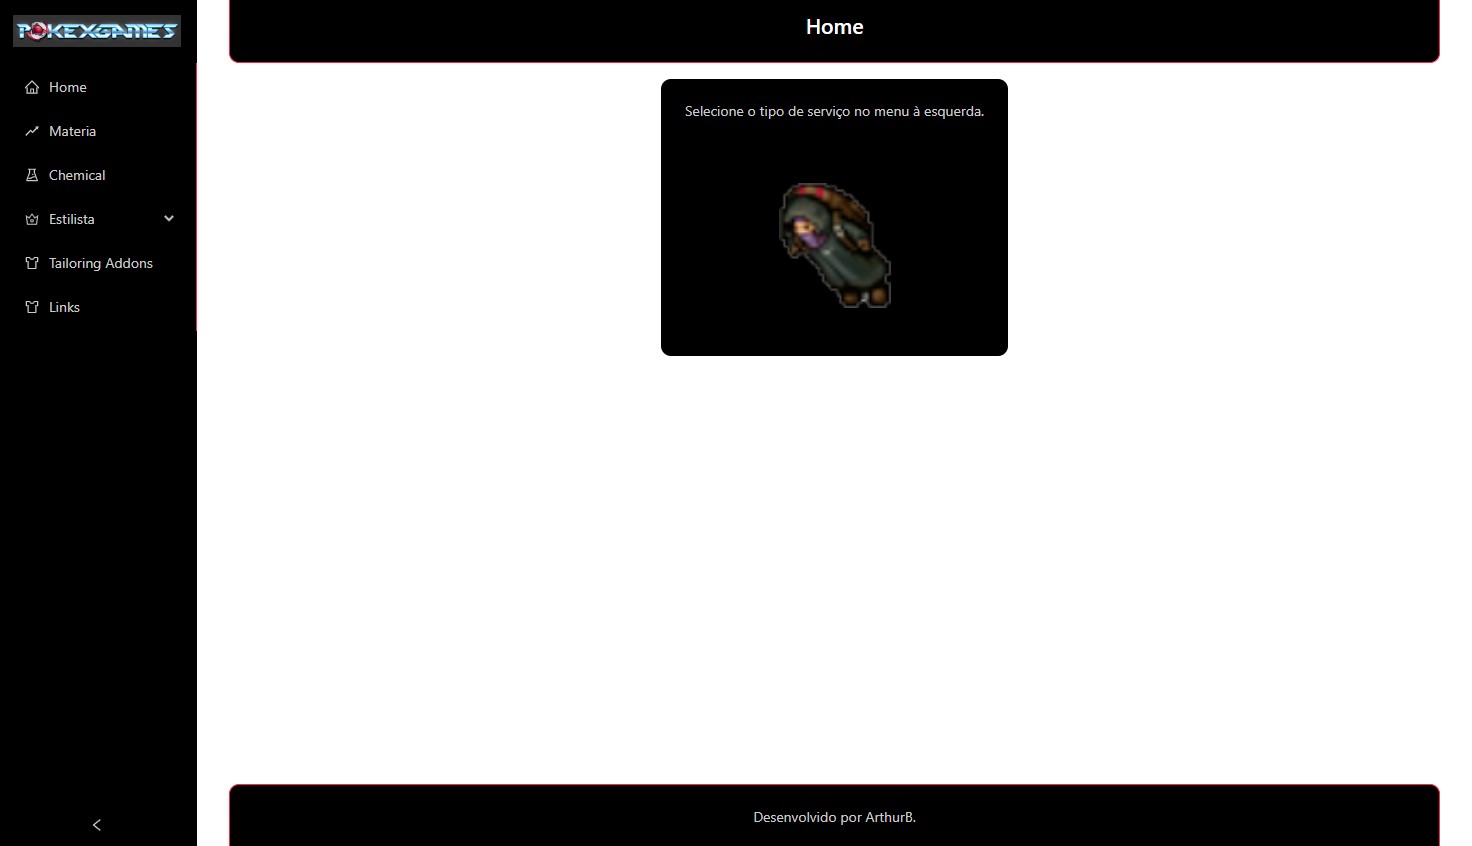 POKEXGAMES
Home
Materia
Chemical
Estilista
Tailoring Addons
Links
Home
Selecione o tipo de serviço no menu à esquerda.
Desenvolvido por ArthurB.